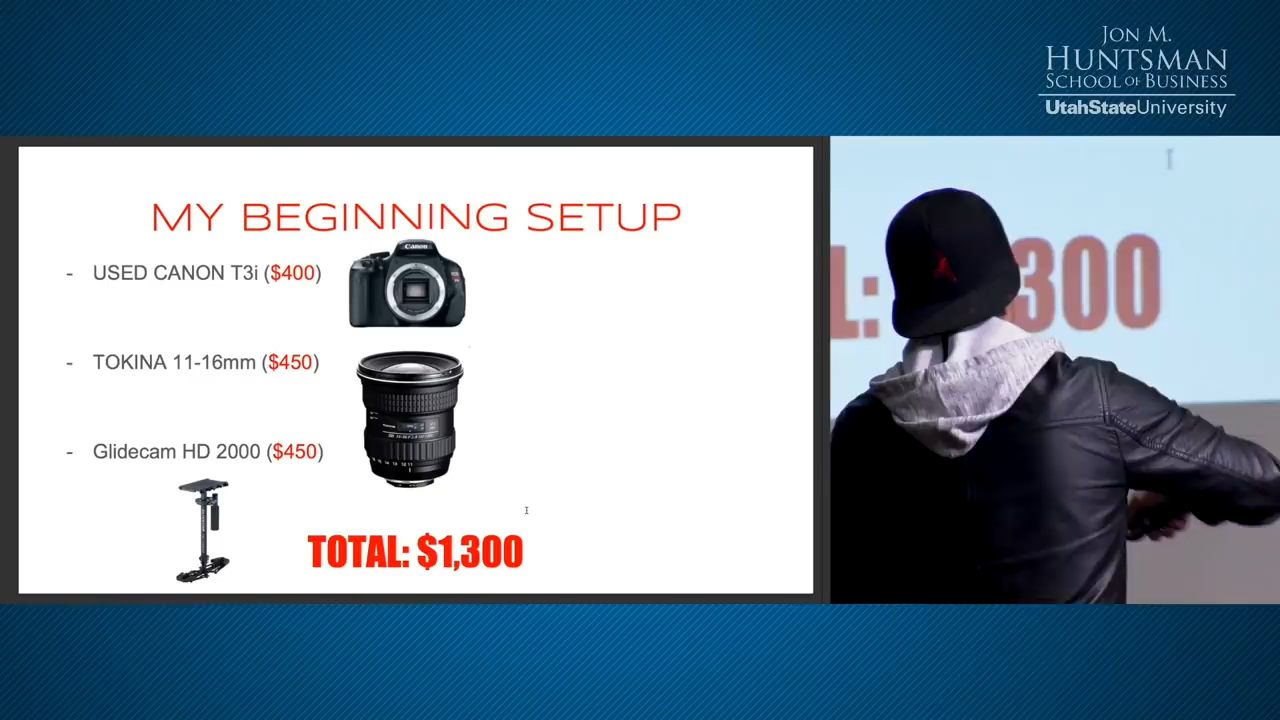 JON M.
HUNTSMAN
SCHOOL OF BUSINESS
UtahStateUniversity
MY BEGINNING SETUP
- USED CANON T3i ($400)
Canon
- TOKINA 11-16mm ($450)
- Glidecam HD 2000 ($450)
TOTAL: $1,300
L: 300